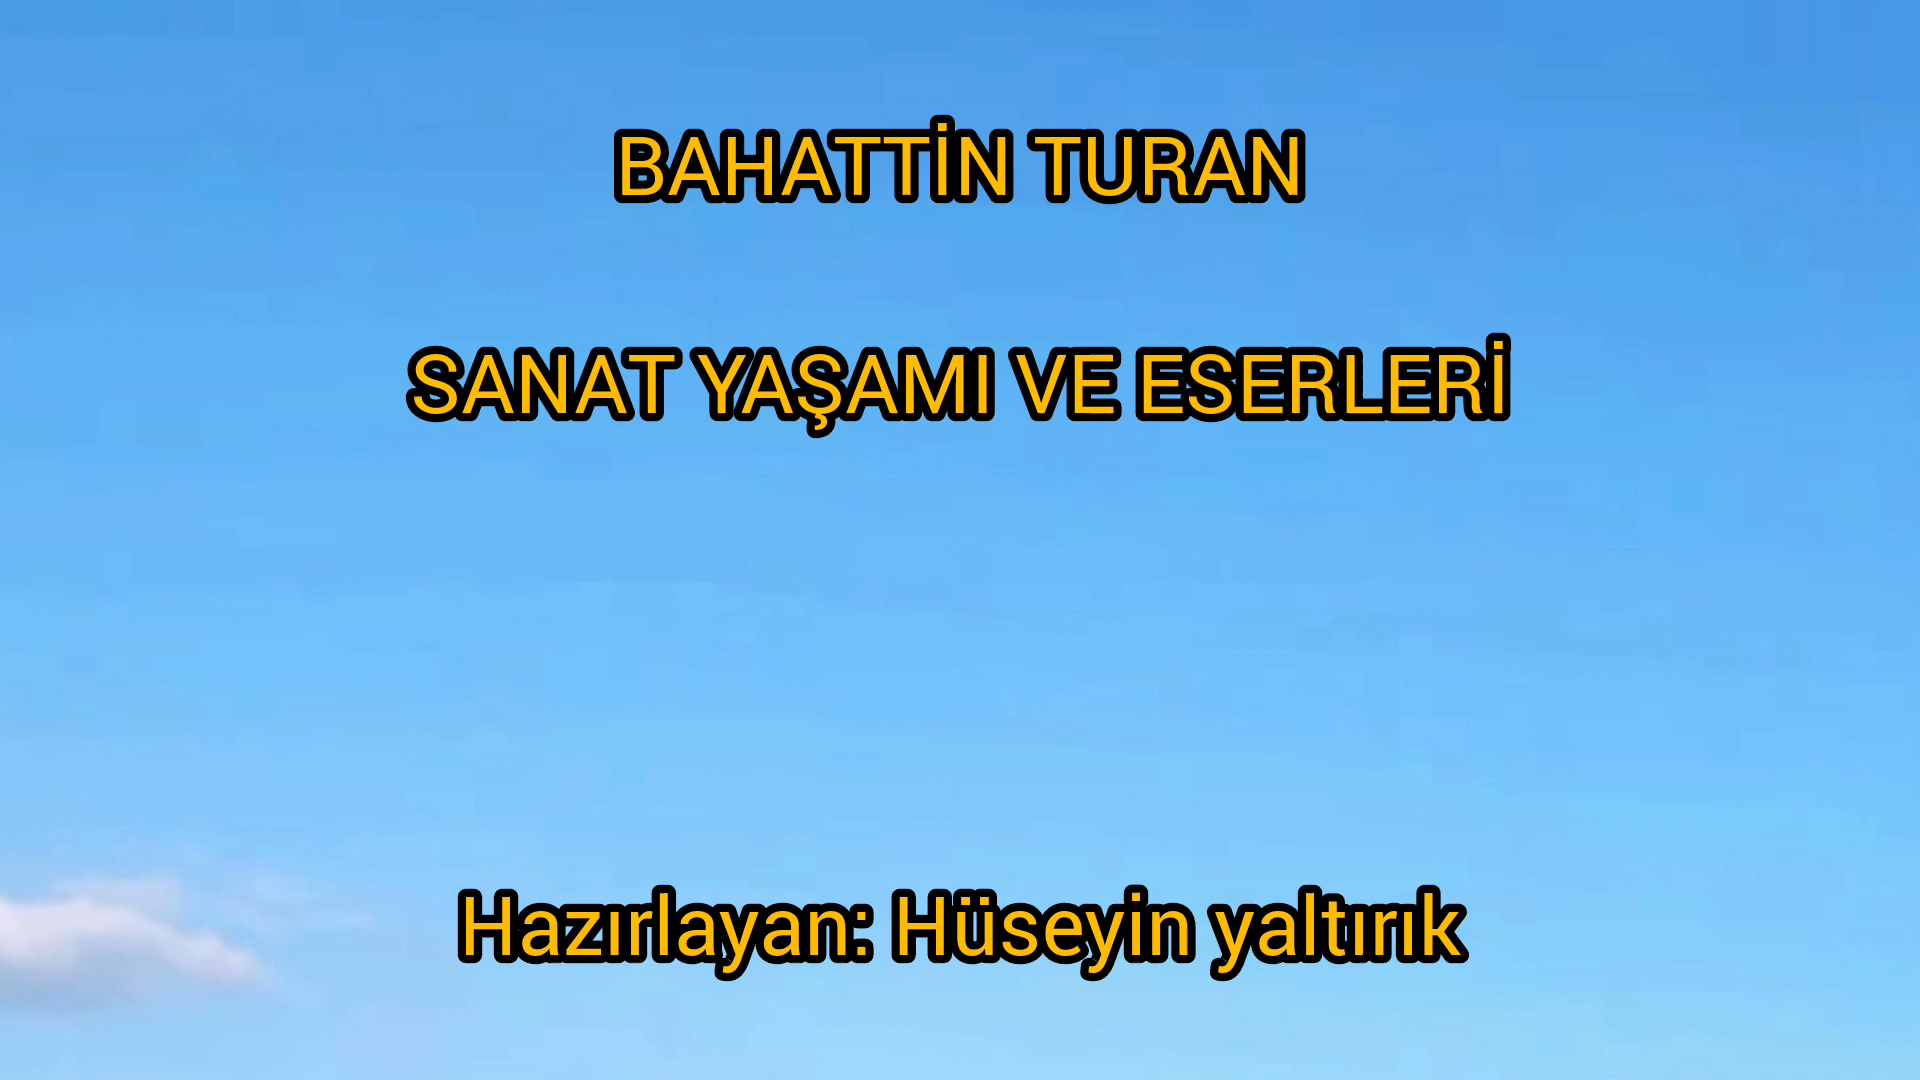 BAHATTİN TURAN
SANAT YAŞAMI VE ESERLERİ
Hazırlayan: Hüseyin yaltırık